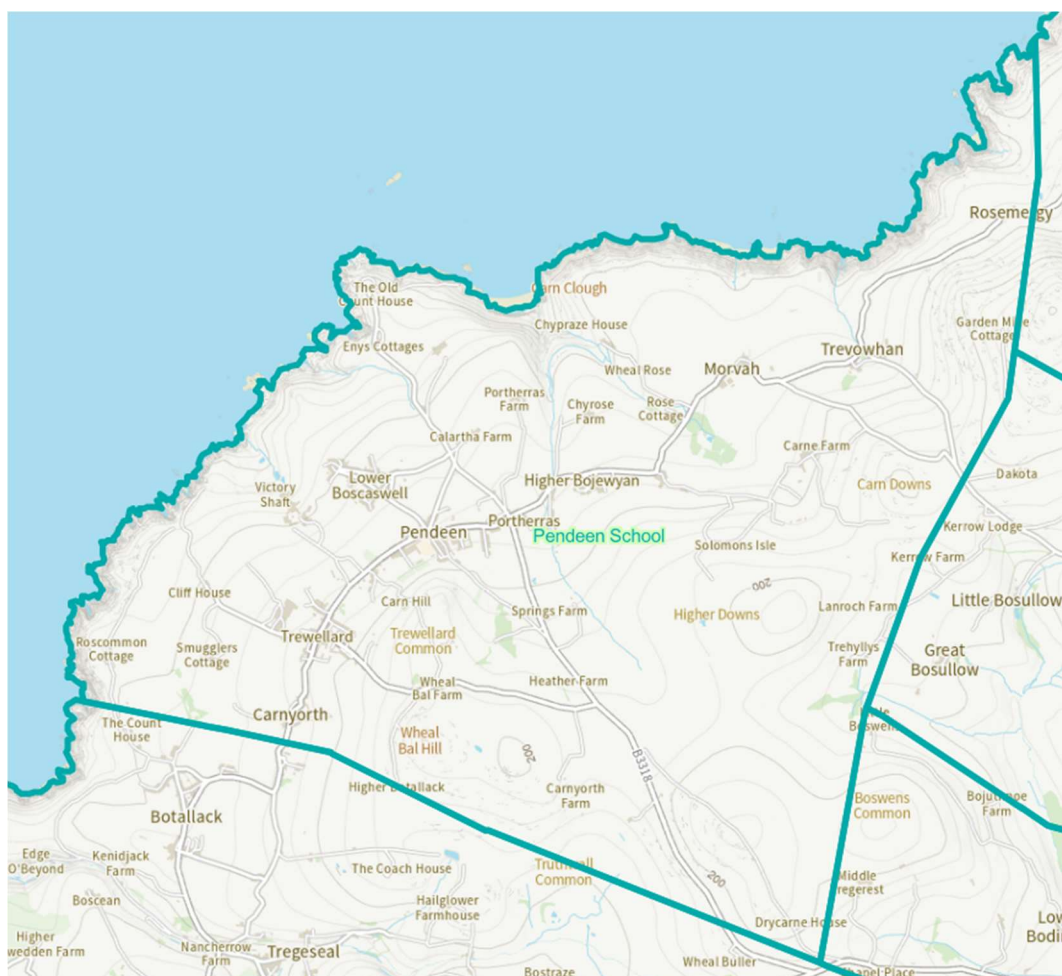 Rosemergy
The Old
Count House
Carn Clough
Chypraze House
Garden Mine
Cottage
Enys Cottages
Trevowhan
Wheal Rose
Morvah
Portherras
Farm
Chyrose
Farm
Rose
Cottage
Calartha Farm
Carne Farm
Lower
Boscaswell
Higher Bojewyan
Dakota
Victory
Shaft
Carn Downs
Portherras
Pendeen
Pendeen School
Kerrow Lodge
Solomons Isle
Kerrow Farm
200
Cliff House
Carn Hill
Springs Farm
Higher Downs
Lanroch Farm
Little Bosullow
Trewellard
Trewellard
Common
Roscommon
Cottage
Smugglers
Cottage
Trehyllys
Farm
Great
Bosullow
Wheal
Bal Farm
Heather Farm
Carnyorth
The Count
House
Little
Boswens
Wheal
Bal Hill
200
B3318
Higher Botallack
Carnyorth
Farm
Boswens
Common
Bojuthnoe
Farm
Botallack
Edge
O'Beyond
Kenidjack
Farm
The Coach House
Truthwall
Common
200
Middle
Tregerest
Boscean
Hailglower
Farmhouse
Drycarne House
Higher
Nancherrow
Farm
Tregeseal
Wheal Buller
Bostraze
Chapel Place